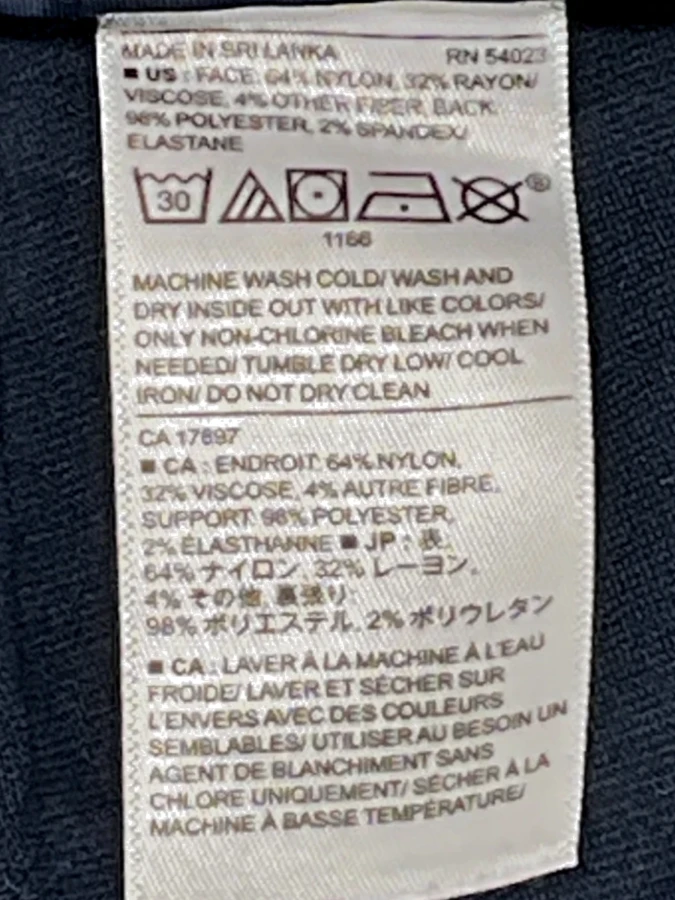 MADE IN SRI LANKA RN 54023
■ US : FACE: 64% NYLON, 32% RAYON/
VISCOSE, 4% OTHER FIBER, BACK:
98% POLYESTER, 2% SPANDEX/
ELASTANE
30
®
1166
MACHINE WASH COLD/ WASH AND
DRY INSIDE OUT WITH LIKE COLORS/
ONLY NON-CHLORINE BLEACH WHEN
NEEDED/ TUMBLE DRY LOW/ COOL
IRON/ DO NOT DRY CLEAN
CA 17897
■ CA : ENDROIT: 64% NYLON,
32% VISCOSE, 4% AUTRE FIBRE,
SUPPORT: 98% POLYESTER,
2% ÉLASTHANNE ■ JP : 表:
64% ナイロン, 32% レーヨン,
4% その他, 裏張り:
98% ポリエステル, 2% ポリウレタン
■ CA : LAVER À LA MACHINE À L'EAU
FROIDE/ LAVER ET SÉCHER SUR
L'ENVERS AVEC DES COULEURS
SEMBLABLES/ UTILISER AU BESOIN UN
AGENT DE BLANCHIMENT SANS
CHLORE UNIQUEMENT/ SÉCHER À LA
MACHINE À BASSE TEMPÉRATURE/